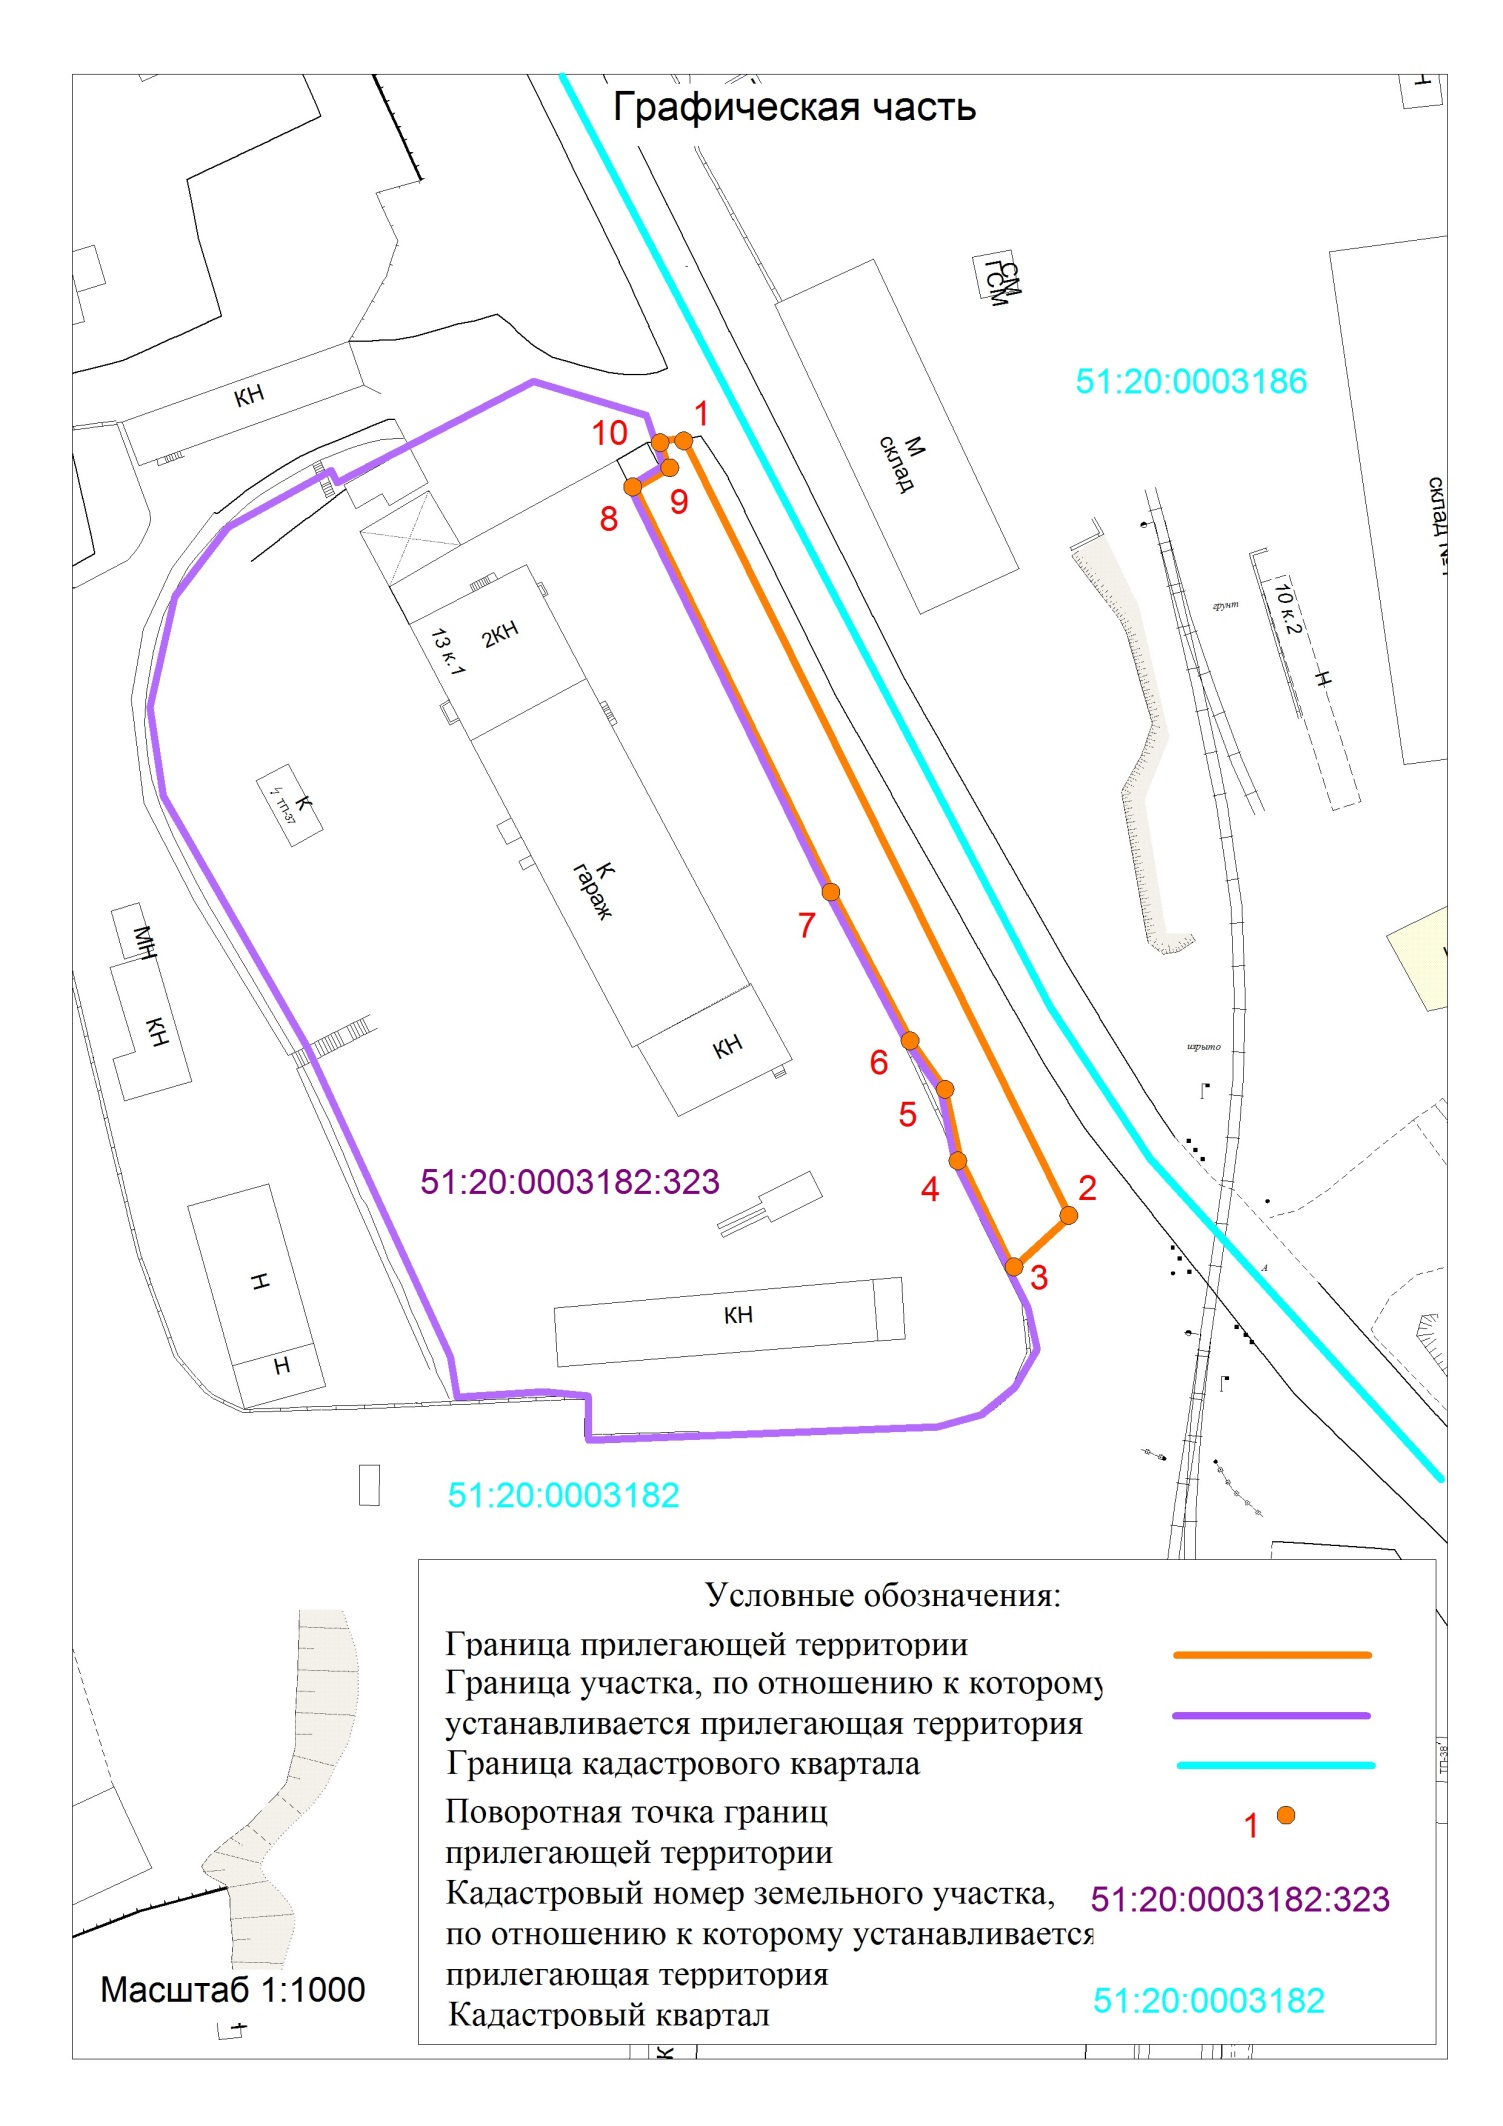 Графическая часть
Н
СМ
ГСМ
51:20:0003186
КН
1
10
М
склад
9
8
10 к.2
грунт
Н
2КН
13 к.1
К
ТП-37
К
гараж
7
МН
КН
КН
6
5
изрыто
4
51:20:0003182:323
2
3
А
Н
КН
Н
51:20:0003182
Условные обозначения:
Граница прилегающей территории
Граница участка, по отношению к которому
устанавливается прилегающая территория
Граница кадастрового квартала
ТП-38
Поворотная точка границ
1
прилегающей территории
Кадастровый номер земельного участка,
51:20:0003182:323
по отношению к которому устанавливается
прилегающая территория
Масштаб 1:1000
51:20:0003182
Кадастровый квартал
К